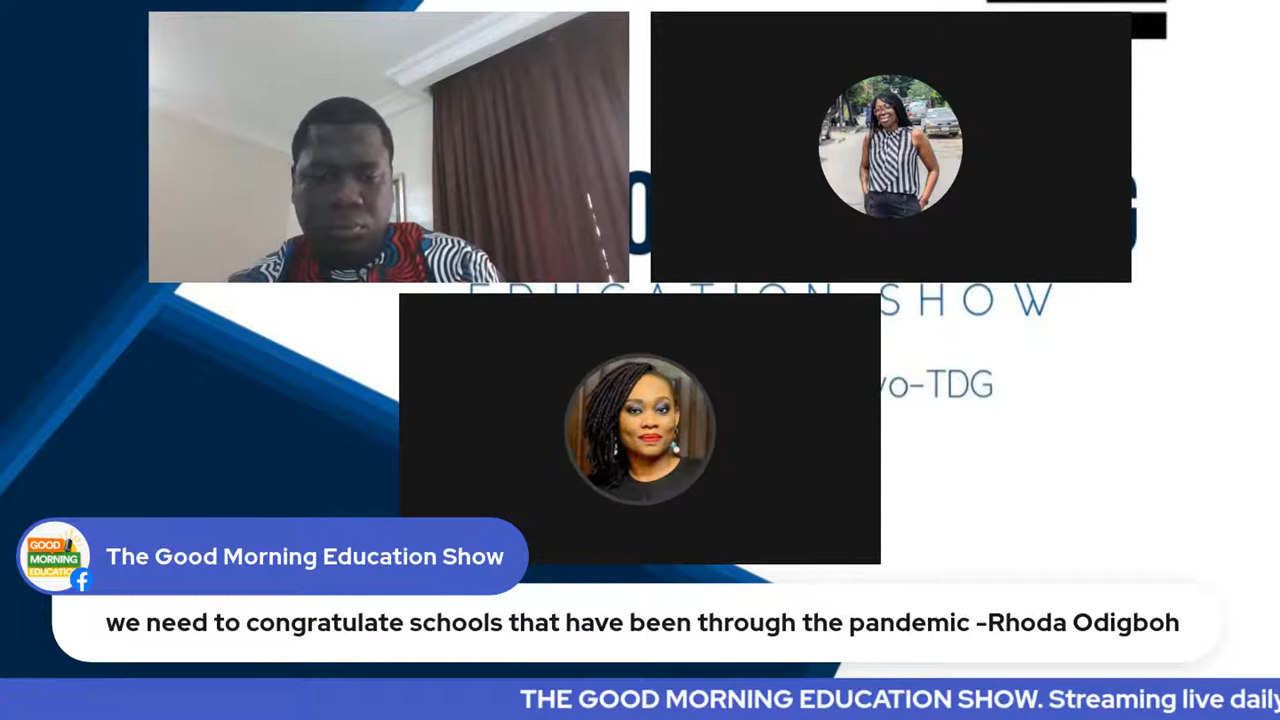 EDUCATION SHOW
vo-TDG
GOOD
MORNING
EDUCATION
The Good Morning Education Show
we need to congratulate schools that have been through the pandemic -Rhoda Odigboh
THE GOOD MORNING EDUCATION SHOW. Streaming live daily